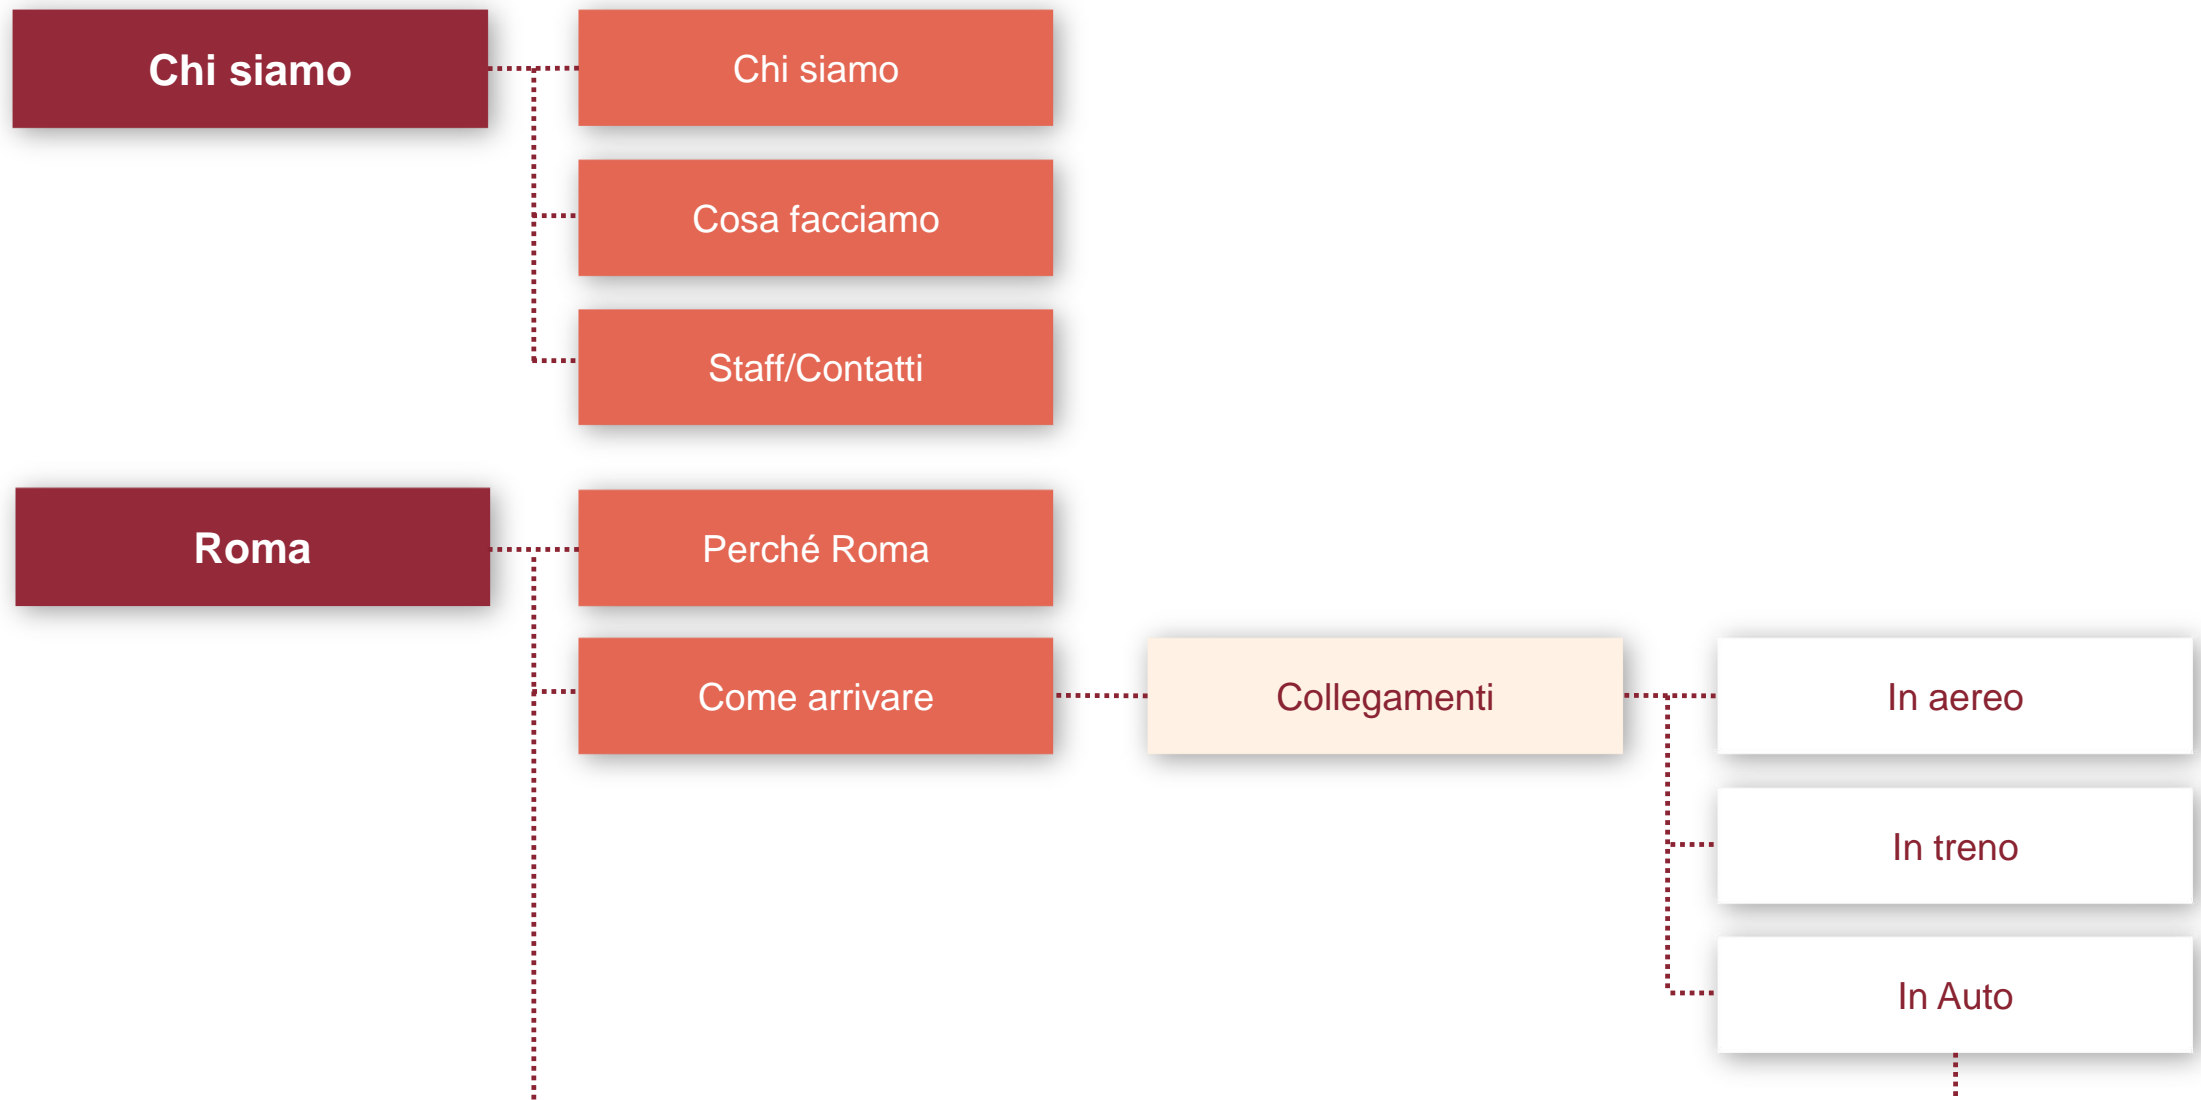 Chi siamo
Chi siamo
Cosa facciamo
Staff/Contatti
Roma
Perché Roma
Come arrivare
Collegamenti
In aereo
In treno
In Auto